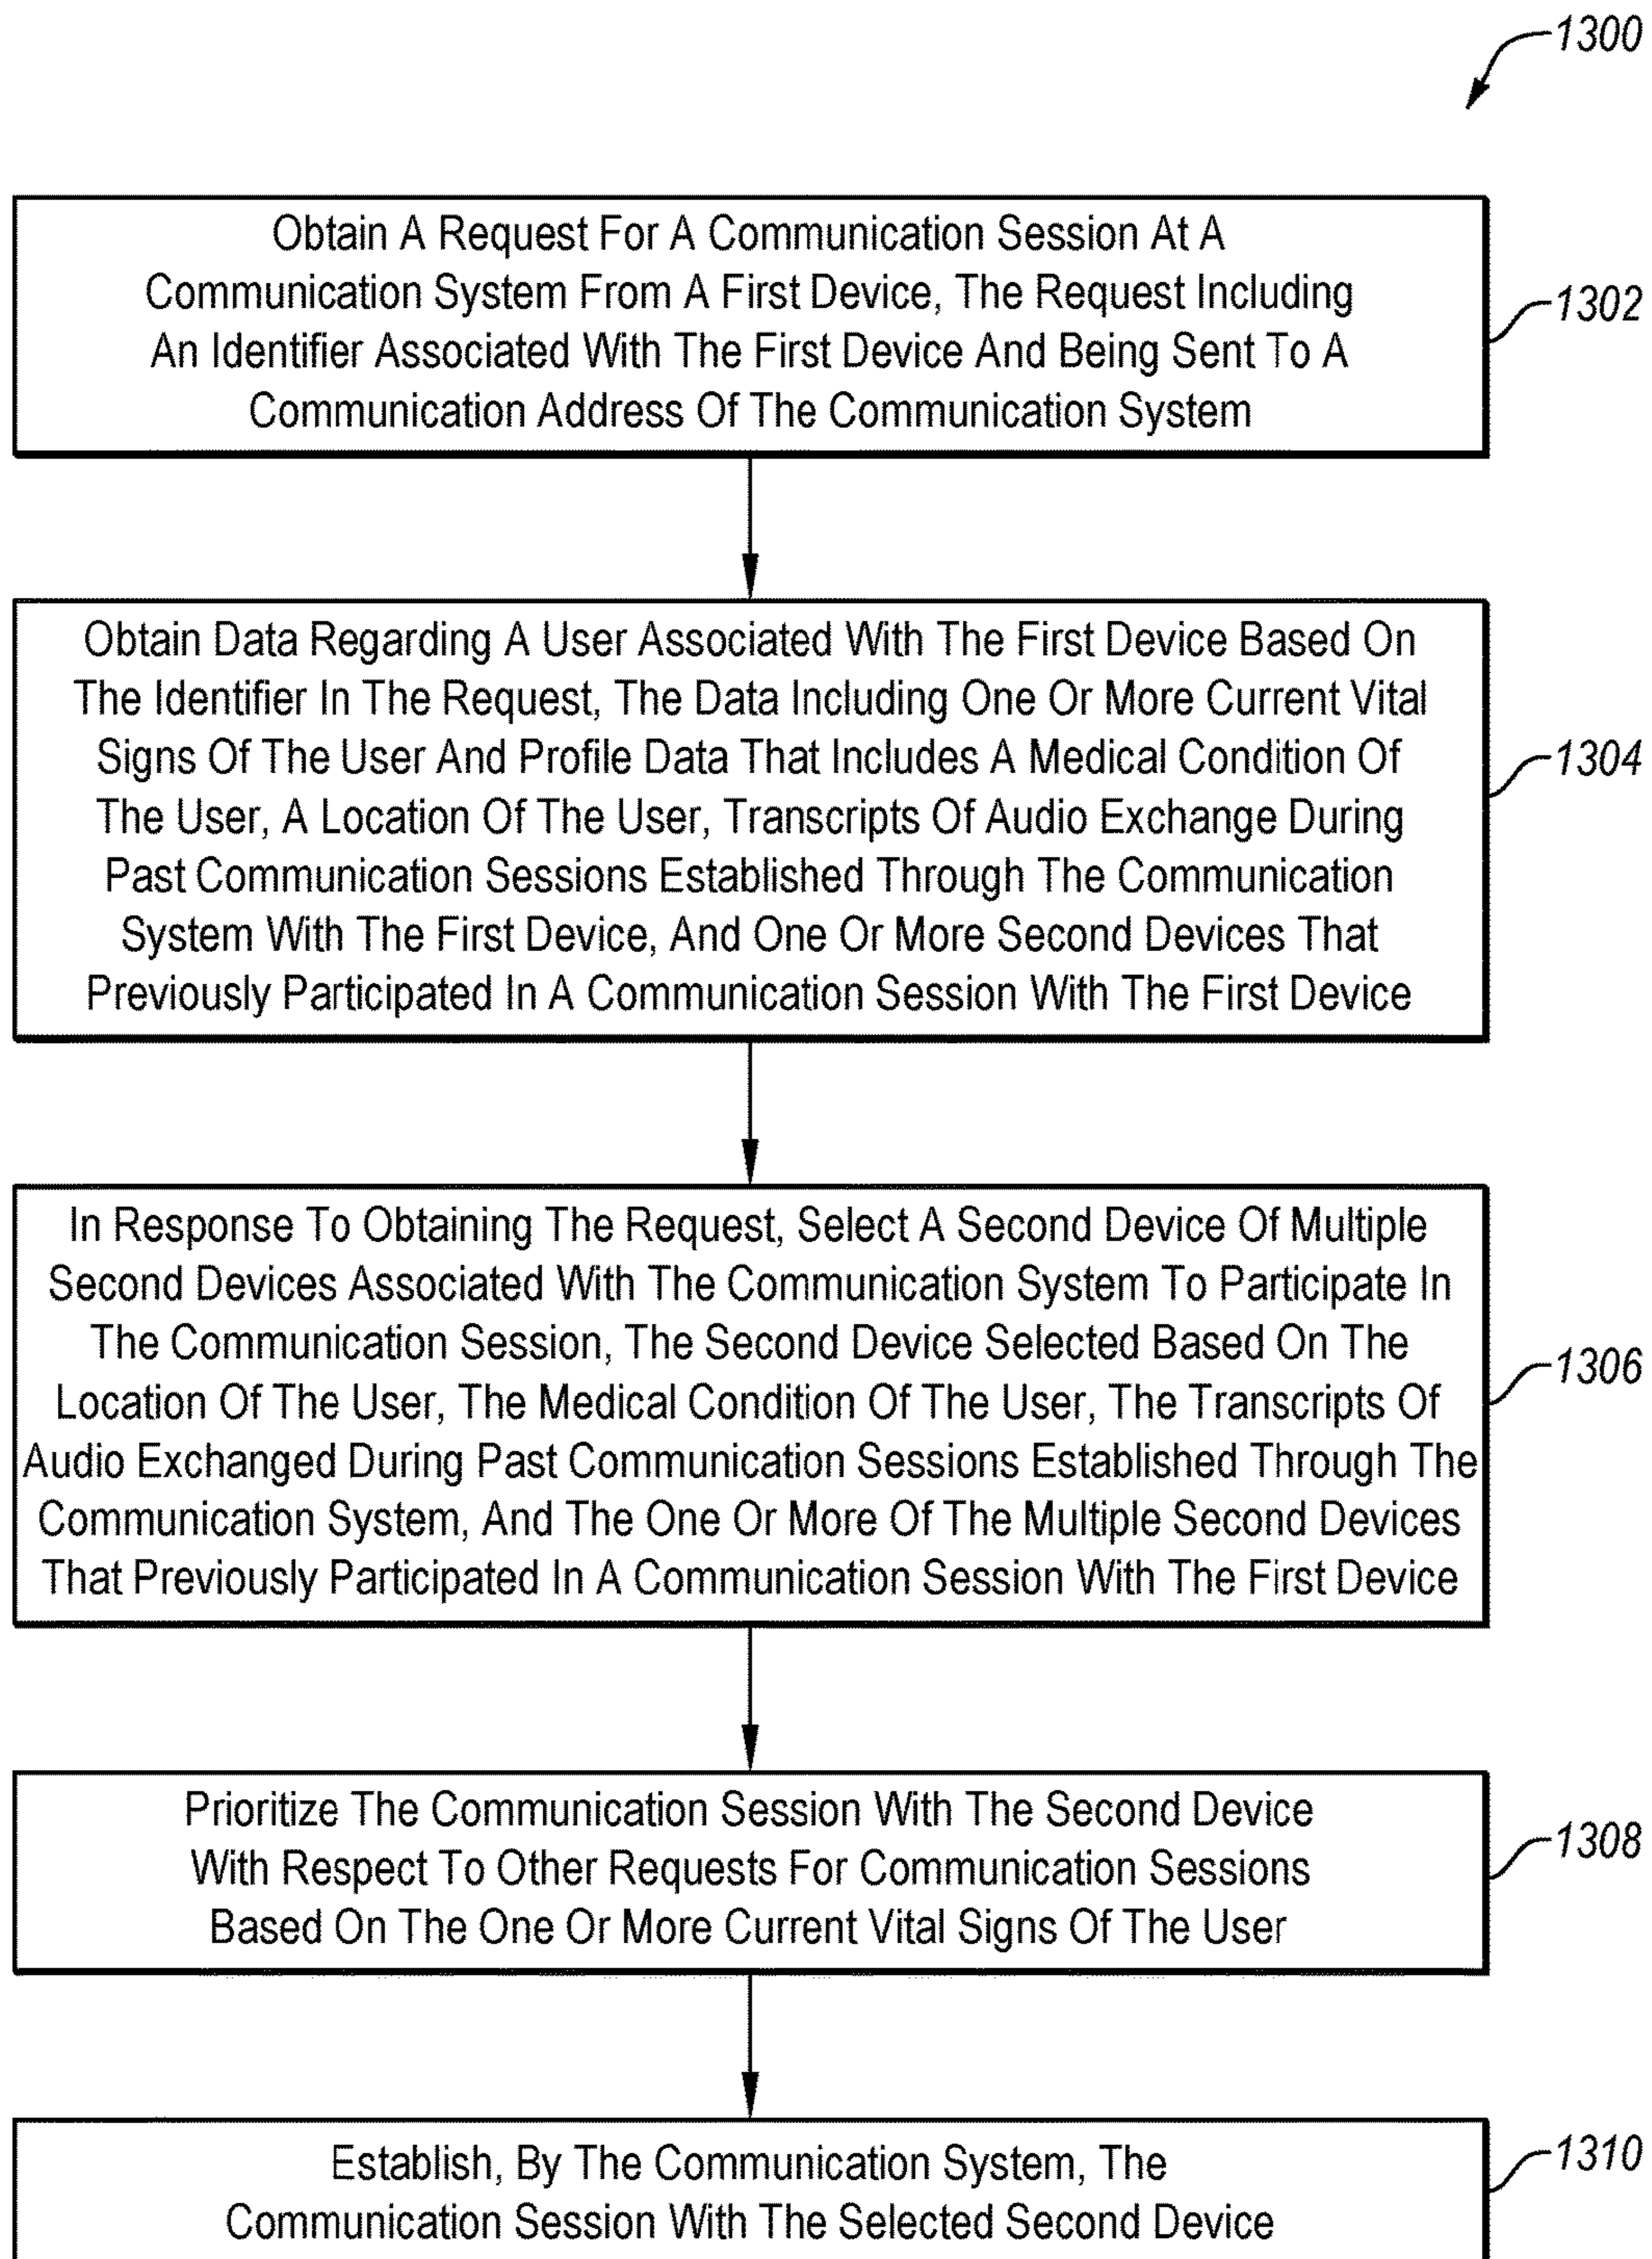 1300
Obtain A Request For A Communication Session At A
Communication System From A First Device, The Request Including
An Identifier Associated With The First Device And Being Sent To A
Communication Address Of The Communication System
1302
Obtain Data Regarding A User Associated With The First Device Based On
The Identifier In The Request, The Data Including One Or More Current Vital
Signs Of The User And Profile Data That Includes A Medical Condition Of
The User, A Location Of The User, Transcripts Of Audio Exchange During
Past Communication Sessions Established Through The Communication
System With The First Device, And One Or More Second Devices That
Previously Participated In A Communication Session With The First Device
1304
In Response To Obtaining The Request, Select A Second Device Of Multiple
Second Devices Associated With The Communication System To Participate In
The Communication Session, The Second Device Selected Based On The
Location Of The User, The Medical Condition Of The User, The Transcripts Of
Audio Exchanged During Past Communication Sessions Established Through The
Communication System, And The One Or More Of The Multiple Second Devices
That Previously Participated In A Communication Session With The First Device
1306
Prioritize The Communication Session With The Second Device
With Respect To Other Requests For Communication Sessions
Based On The One Or More Current Vital Signs Of The User
1308
Establish, By The Communication System, The
Communication Session With The Selected Second Device
1310